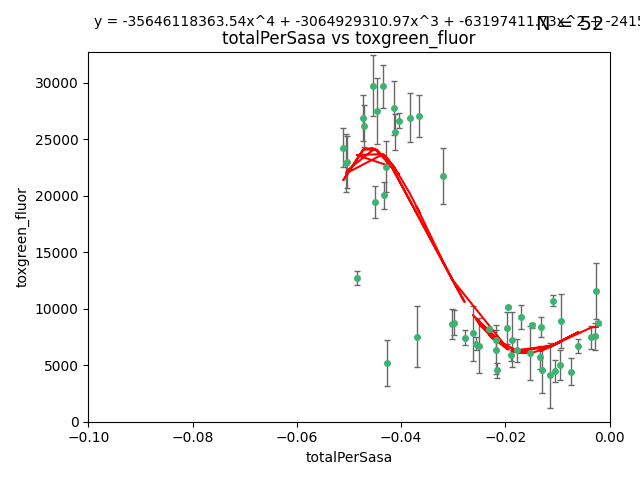 y = -35646118363.54x^4 + -3064929310.97x^3 + -63197411.
N = 52
totalPerSasa vs toxgreen_fluor
30000
25000
20000
15000
10000
5000
0
toxgreen_fluor
−0.10 −0.08 −0.06 −0.04 −0.02 0.00
totalPerSasa